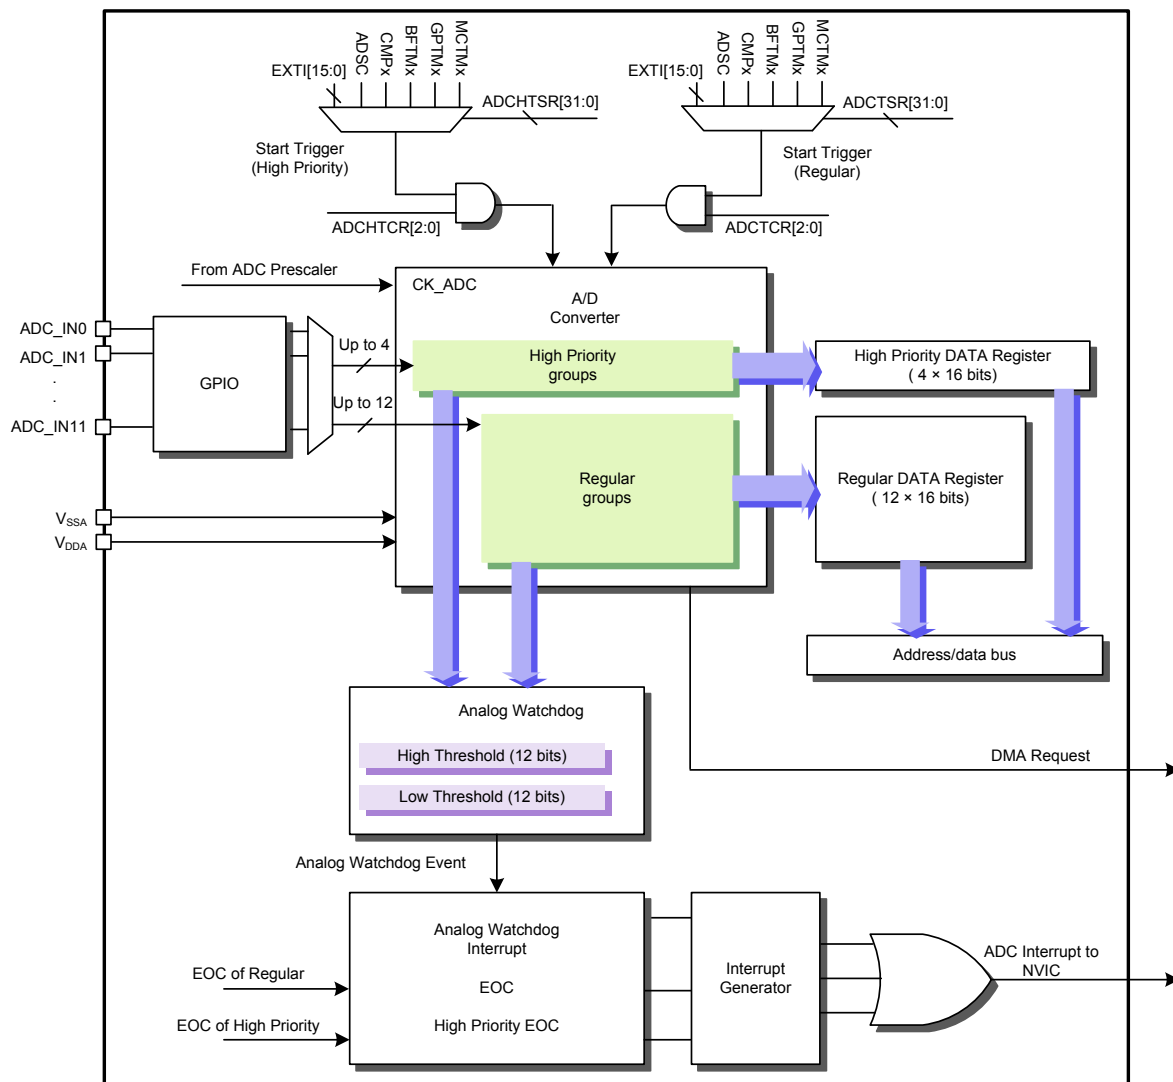 ADSC
CMPx
BFTMx
GPTMx
MCTMx
EXTI[15:0]
ADCHTSR[31:0]
Start Trigger
(High Priority)
ADSC
CMPx
BFTMx
GPTMx
MCTMx
EXTI[15:0]
ADCTSR[31:0]
Start Trigger
(Regular)
ADCHTCR[2:0]
ADCTCR[2:0]
From ADC Prescaler
CK_ADC
A/D
Converter
ADC_IN0
ADC_IN1
.
.
ADC_IN11
GPIO
Up to 4
Up to 12
High Priority
groups
High Priority DATA Register
( 4 × 16 bits)
Regular
groups
Regular DATA Register
( 12 × 16 bits)
VSSA
VDDA
Address/data bus
Analog Watchdog
High Threshold (12 bits)
Low Threshold (12 bits)
DMA Request
Analog Watchdog Event
Analog Watchdog
Interrupt
EOC
High Priority EOC
EOC of Regular
EOC of High Priority
Interrupt
Generator
ADC Interrupt to
NVIC